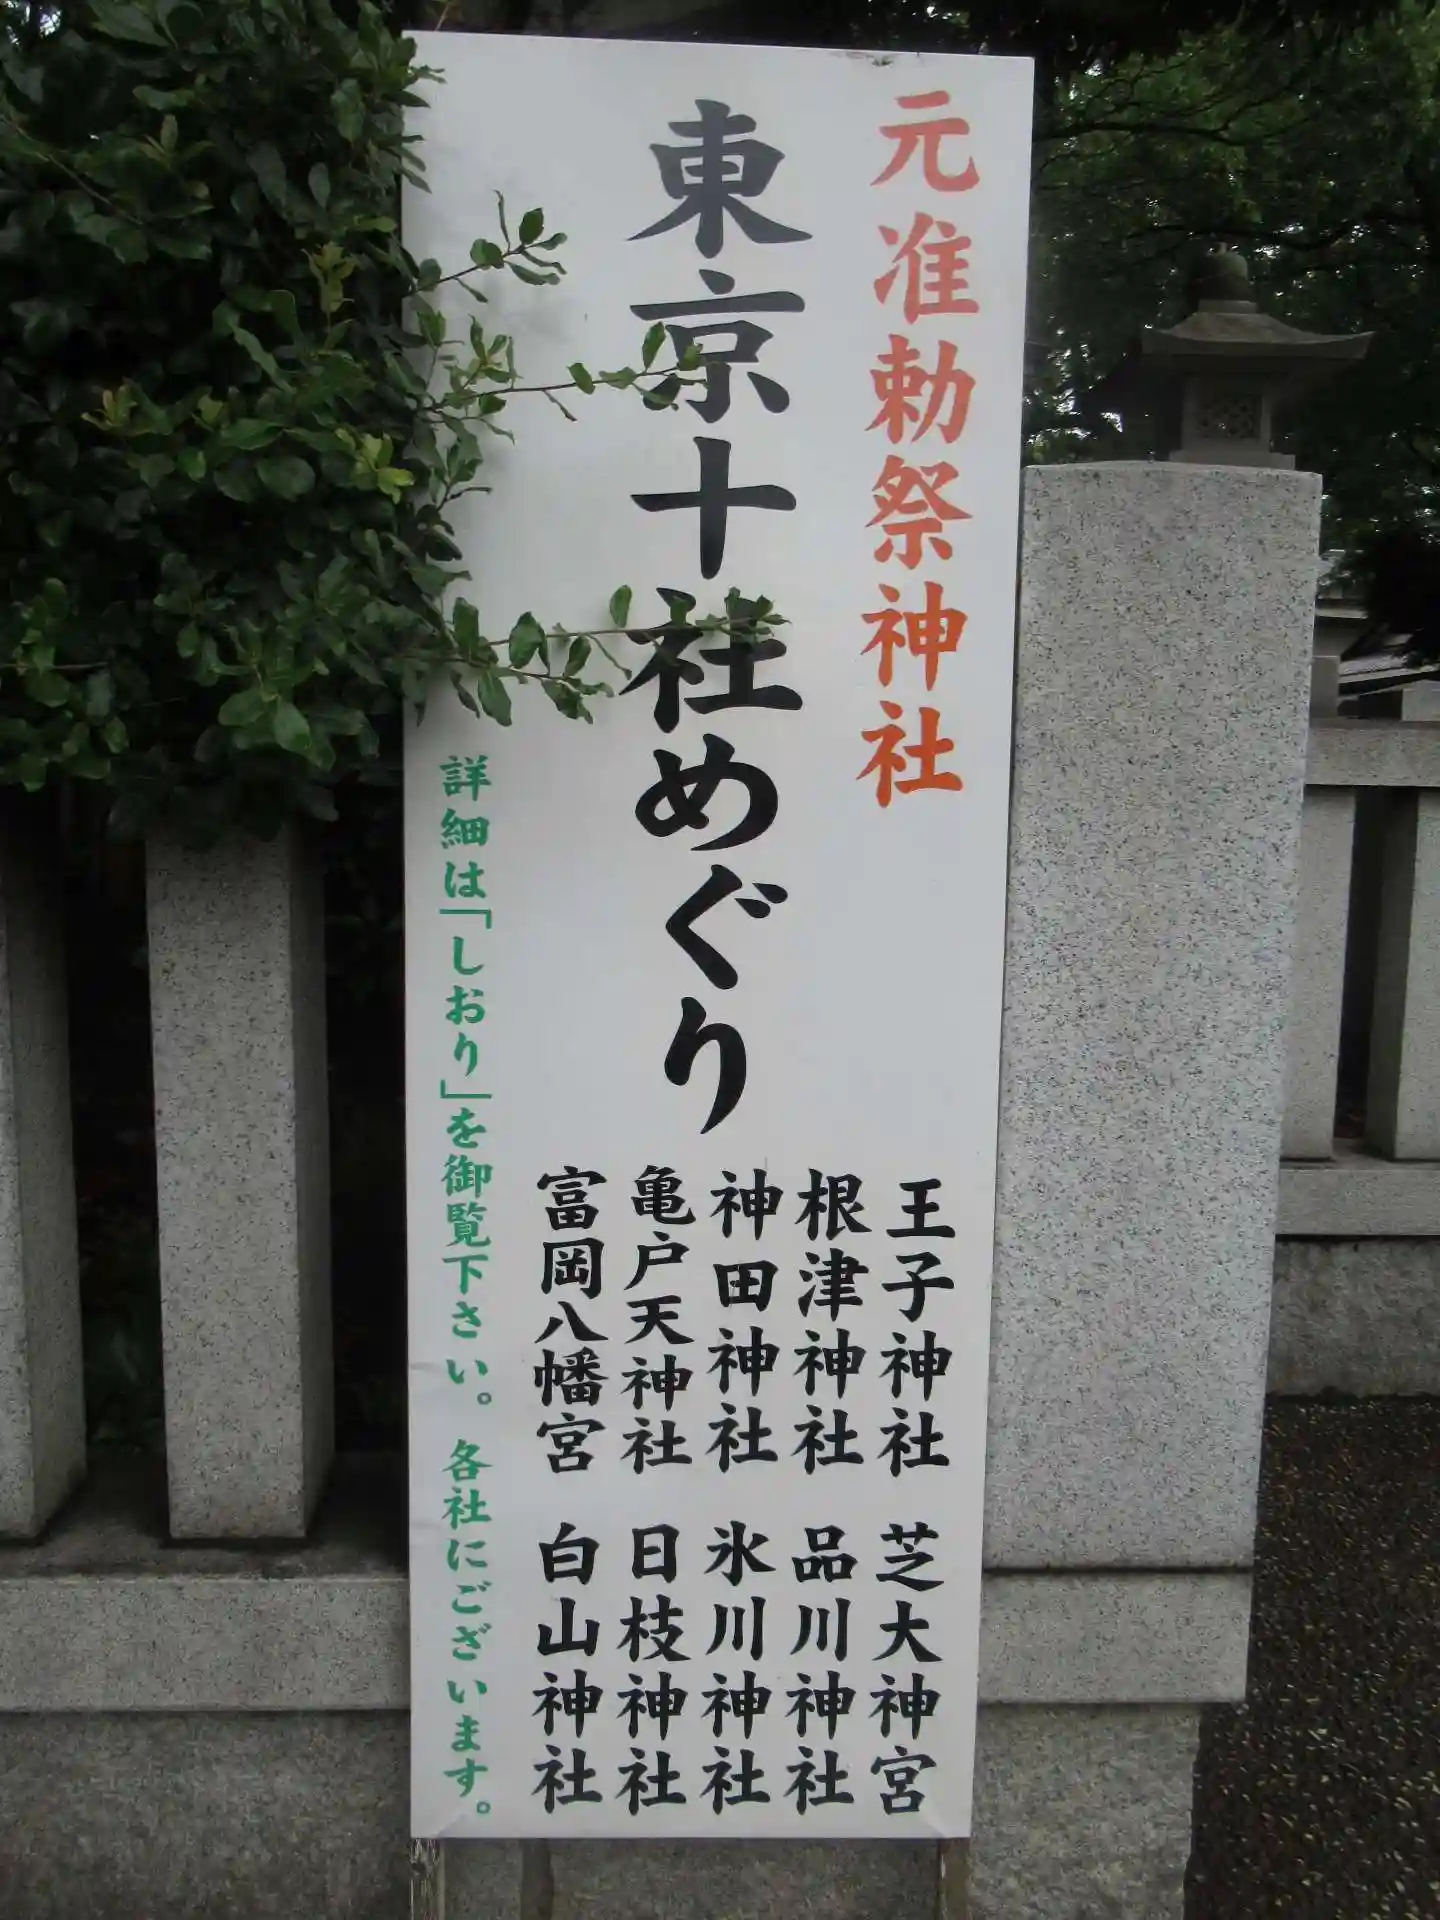 元准勅祭神社
東京十社めぐり
王子神社
根津神社
神田神社
亀戸天神社
富岡八幡宮
芝大神宮
品川神社
氷川神社
日枝神社
白山神社
詳細は「しおり」を御覧下さい。各社にございます。